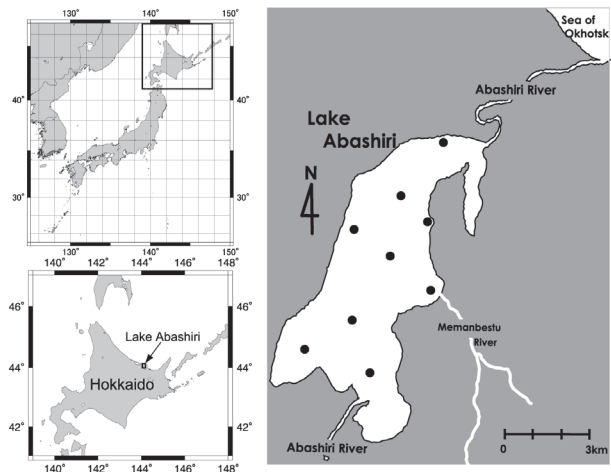 130° 140° 150°
40°
40°
30°
30°
130° 140° 150°
140° 142° 144° 146° 148°
46°
46°
Lake Abashiri
44°
44°
Hokkaido
42°
42°
140° 142° 144° 146° 148°
Sea of
Okhotsk
Abashiri River
Lake
Abashiri
N
Memanbestu
River
Abashiri River
0 3km